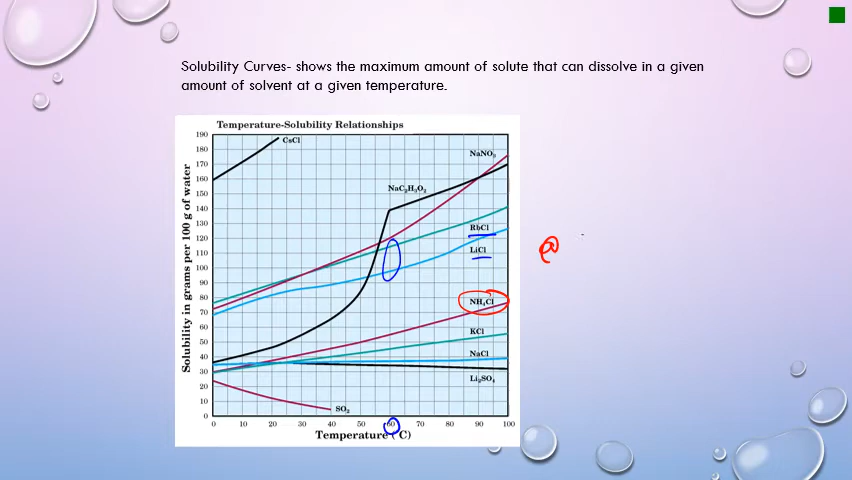 Solubility Curves- shows the maximum amount of solute that can dissolve in a given
amount of solvent at a given temperature.
Temperature-Solubility Relationships
Solubility in grams per 100 g of water
190
180
170
160
150
140
130
120
110
100
90
80
70
60
50
40
30
20
10
0
CsCl
NaNO₃
NaC₂H₃O₂
RbCl
LiCl
NH₄Cl
KCl
NaCl
Li₂SO₄
SO₂
@
0 10 20 30 40 50 60 70 80 90 100
Temperature (°C)